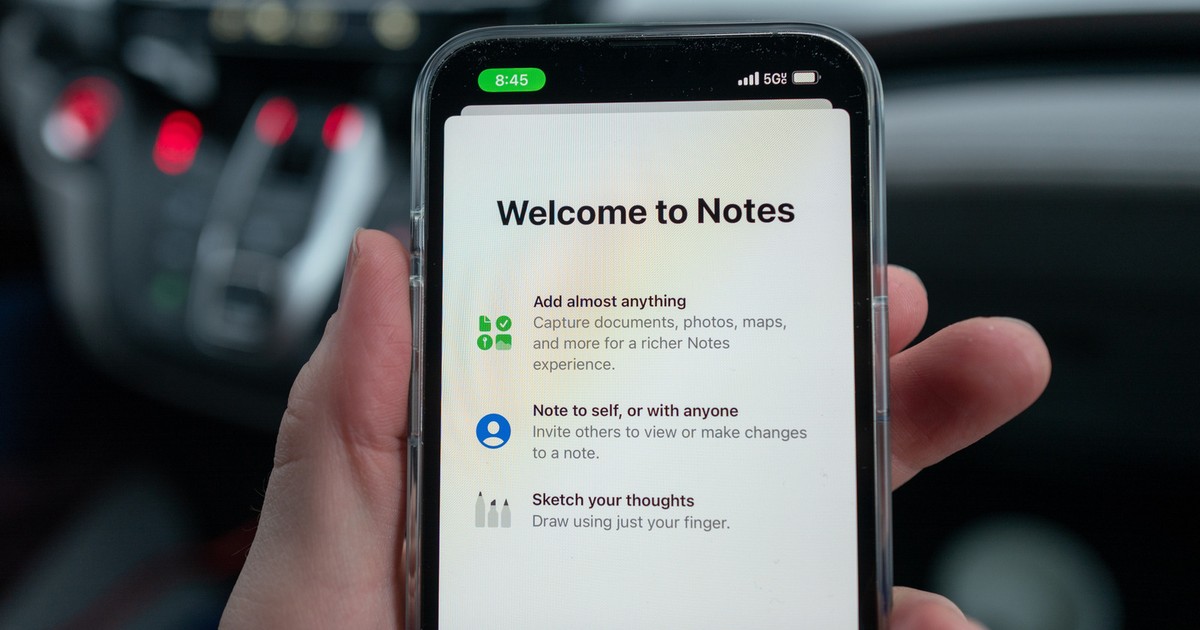 8:45 5G
Welcome to Notes
Add almost anything
Capture documents, photos, maps,
and more for a richer Notes
experience.
Note to self, or with anyone
Invite others to view or make changes
to a note.
Sketch your thoughts
Draw using just your finger.